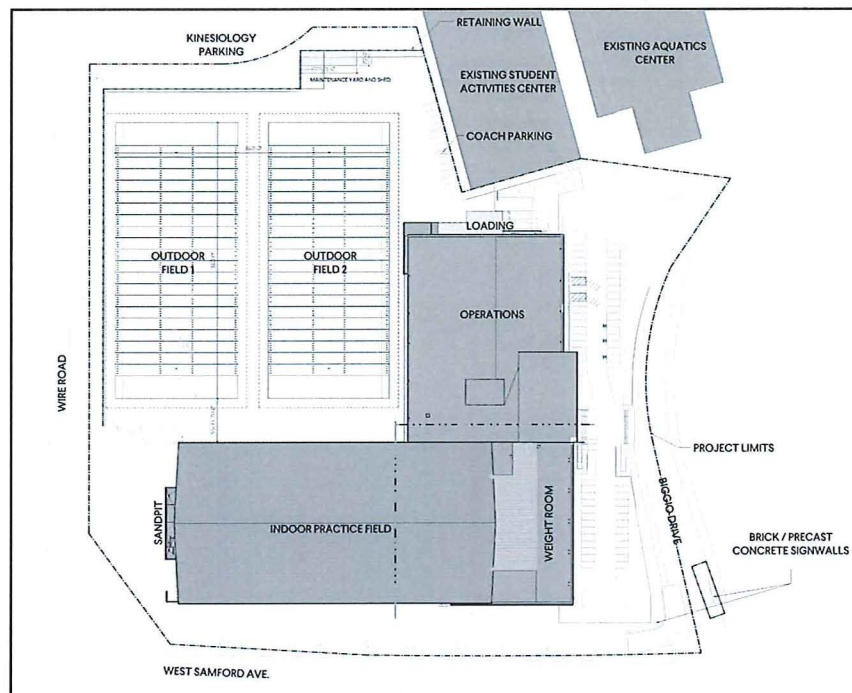 KINESIOLOGY
PARKING
RETAINING WALL
EXISTING AQUATICS
CENTER
MAINTENANCE YARD AND SHED
EXISTING STUDENT
ACTIVITIES CENTER
COACH PARKING
LOADING
OUTDOOR
FIELD 1
OUTDOOR
FIELD 2
OPERATIONS
WIRE ROAD
PROJECT LIMITS
SANDPIT
INDOOR PRACTICE FIELD
WEIGHT ROOM
BIGGIO DRIVE
BRICK / PRECAST
CONCRETE SIGNWALLS
WEST SAMFORD AVE.